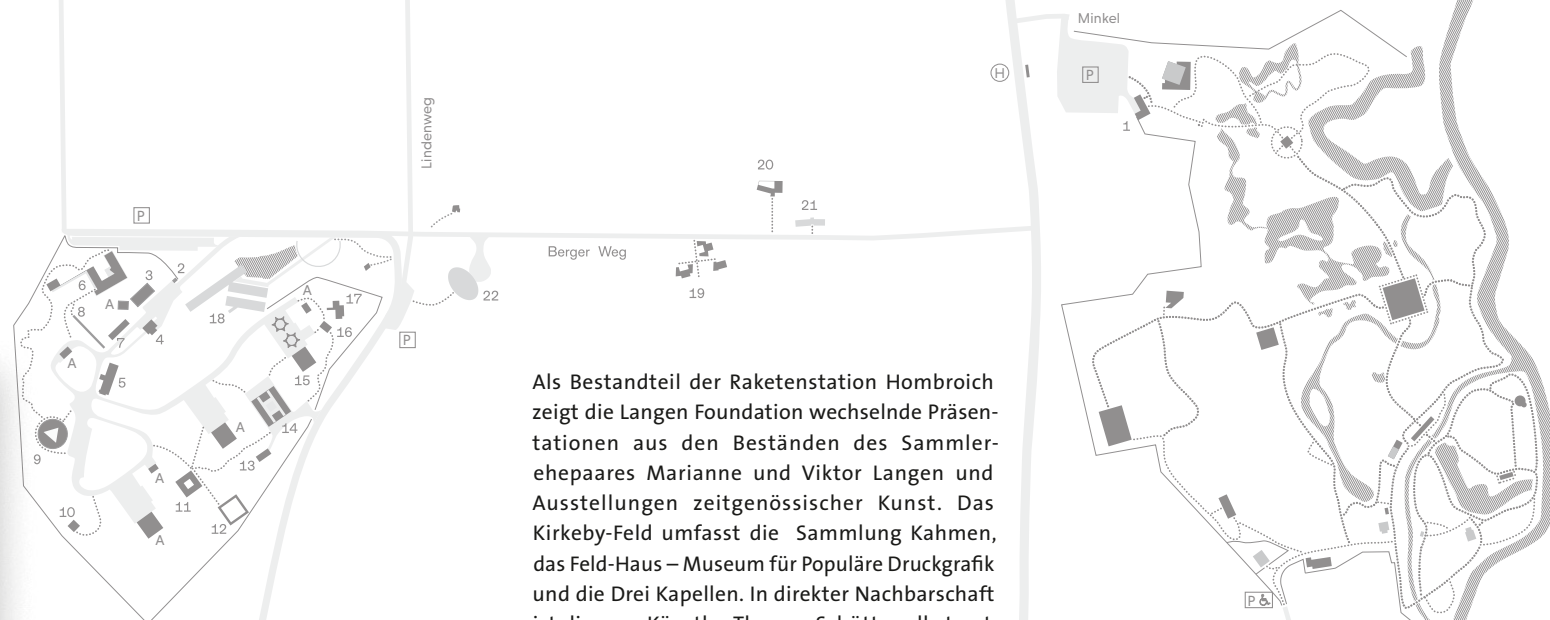 Minkel
H
P
1
Lindenweg
20
21
P
Berger Weg
19
22
2
3
6
A
8
7
4
18
A
17
16
P
A
5
15
A
14
9
13
A
11
10
12
A
P
Als Bestandteil der Raketenstation Hombroich
zeigt die Langen Foundation wechselnde Präsen-
tationen aus den Beständen des Sammler-
ehepaares Marianne und Viktor Langen und
Ausstellungen zeitgenössischer Kunst. Das
Kirkeby-Feld umfasst die Sammlung Kahmen,
das Feld-Haus – Museum für Populäre Druckgrafik
und die Drei Kapellen. In direkter Nachbarschaft